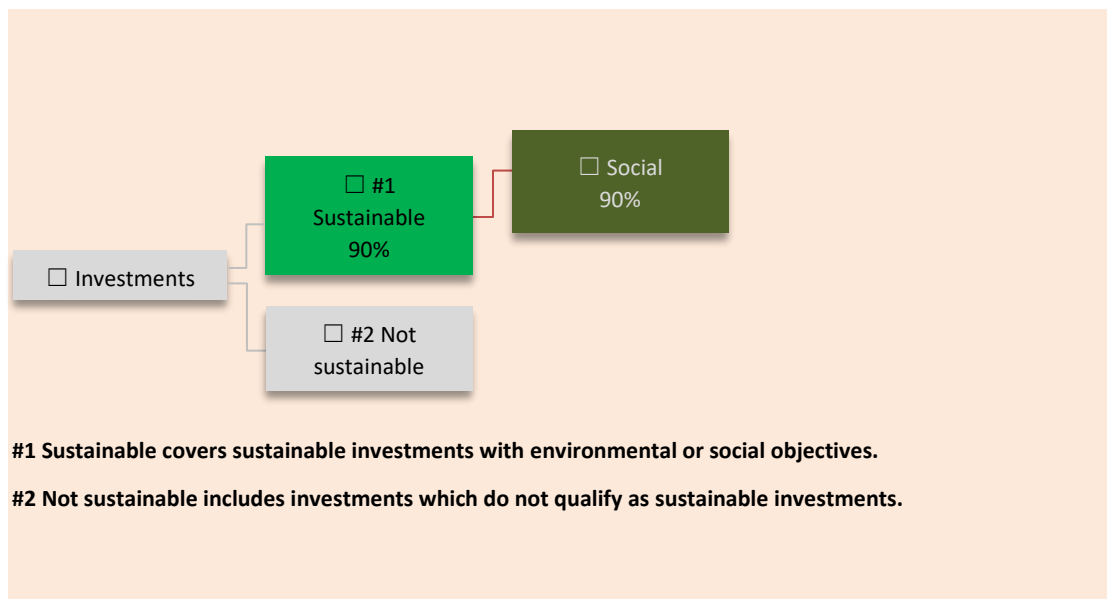 ☐ Social
90%
☐ #1
Sustainable
90%
☐ Investments
☐ #2 Not
sustainable
#1 Sustainable covers sustainable investments with environmental or social objectives.
#2 Not sustainable includes investments which do not qualify as sustainable investments.